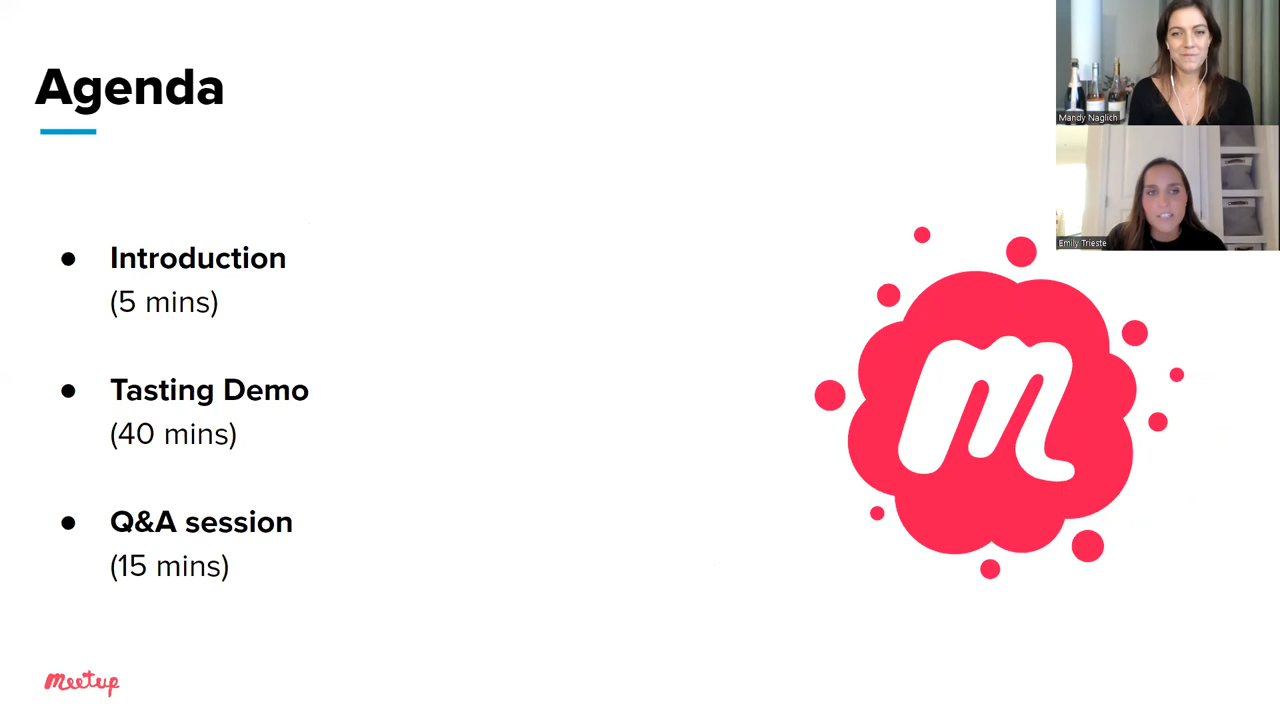 Agenda
Mandy Naglich
Emily Trieste
● Introduction
(5 mins)
● Tasting Demo
(40 mins)
● Q&A session
(15 mins)
m
meetup